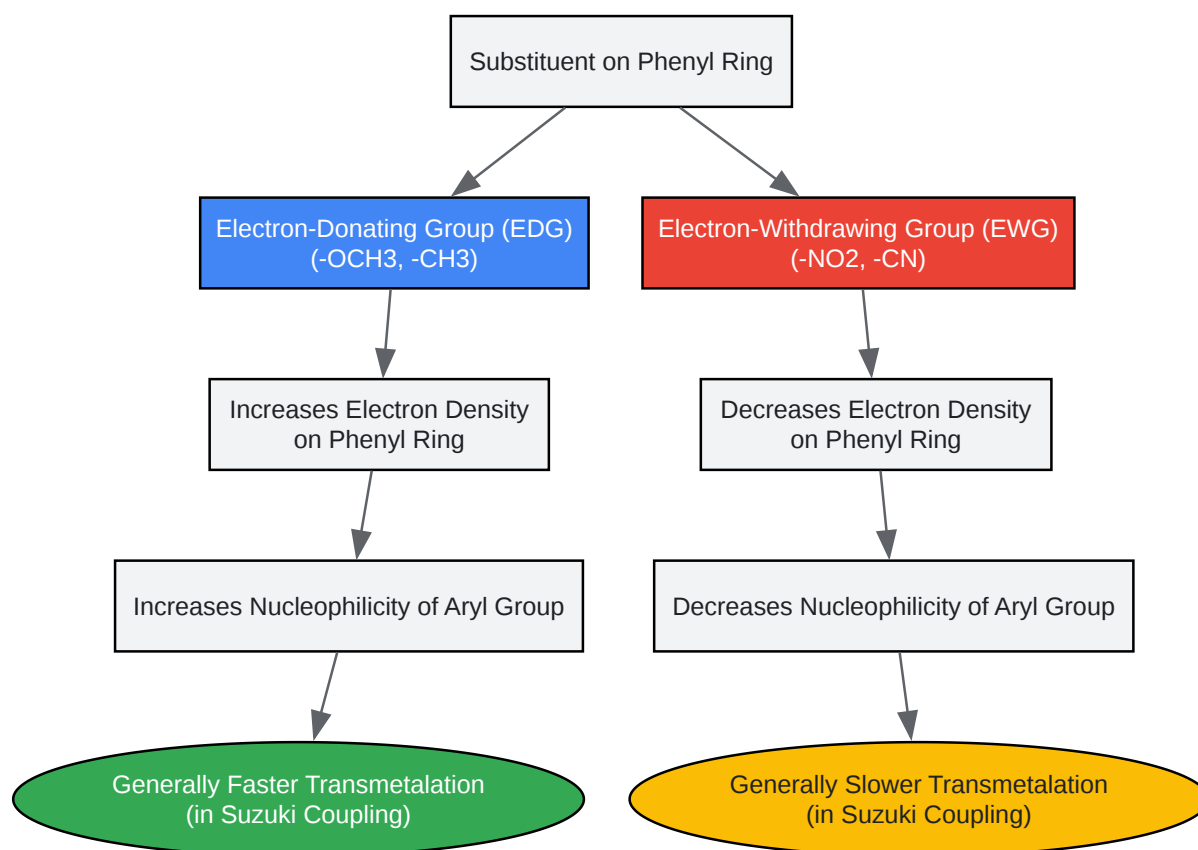 Substituent on Phenyl Ring
Electron-Donating Group (EDG)
(-OCH3, -CH3)
Electron-Withdrawing Group (EWG)
(-NO2, -CN)
Increases Electron Density
on Phenyl Ring
Decreases Electron Density
on Phenyl Ring
Increases Nucleophilicity of Aryl Group
Decreases Nucleophilicity of Aryl Group
Generally Faster Transmetalation
(in Suzuki Coupling)
Generally Slower Transmetalation
(in Suzuki Coupling)